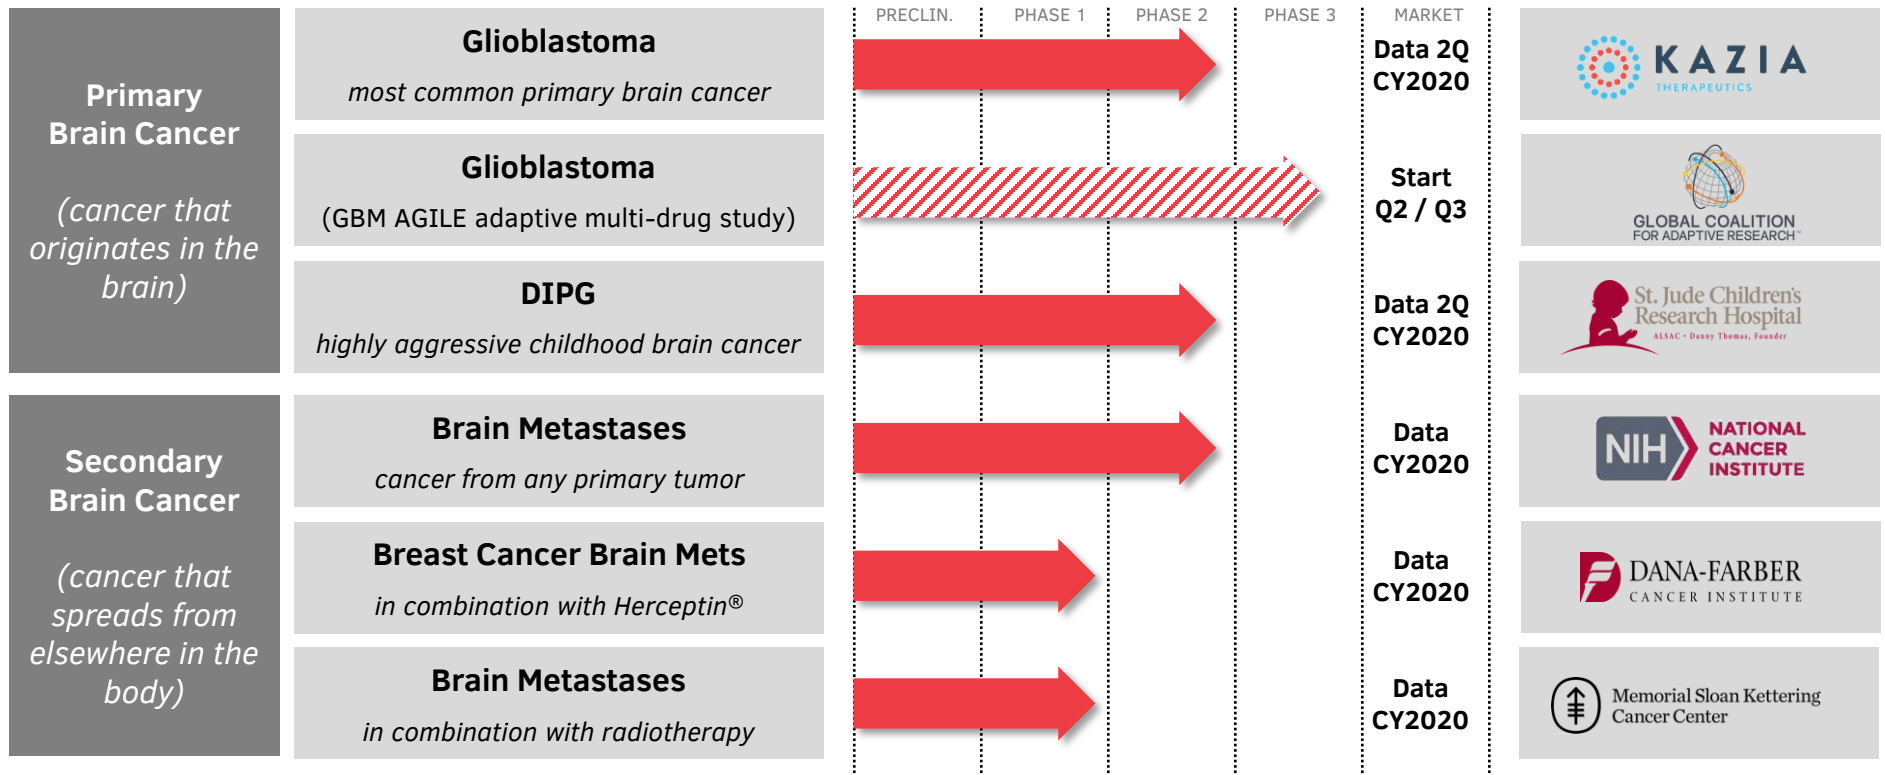 PRECLIN. PHASE 1 PHASE 2 PHASE 3 MARKET
Primary
Brain Cancer
(cancer that
originates in the
brain)
Glioblastoma
most common primary brain cancer
Data 2Q
CY2020
KAZIA
THERAPEUTICS
Glioblastoma
(GBM AGILE adaptive multi-drug study)
Start
Q2 / Q3
GLOBAL COALITION
FOR ADAPTIVE RESEARCH™
DIPG
highly aggressive childhood brain cancer
Data 2Q
CY2020
St. Jude Children's
Research Hospital
ALSAC • Danny Thomas, Founder
Secondary
Brain Cancer
(cancer that
spreads from
elsewhere in the
body)
Brain Metastases
cancer from any primary tumor
Data
CY2020
NIH
NATIONAL
CANCER
INSTITUTE
Breast Cancer Brain Mets
in combination with Herceptin®
Data
CY2020
DANA-FARBER
CANCER INSTITUTE
Brain Metastases
in combination with radiotherapy
Data
CY2020
Memorial Sloan Kettering
Cancer Center